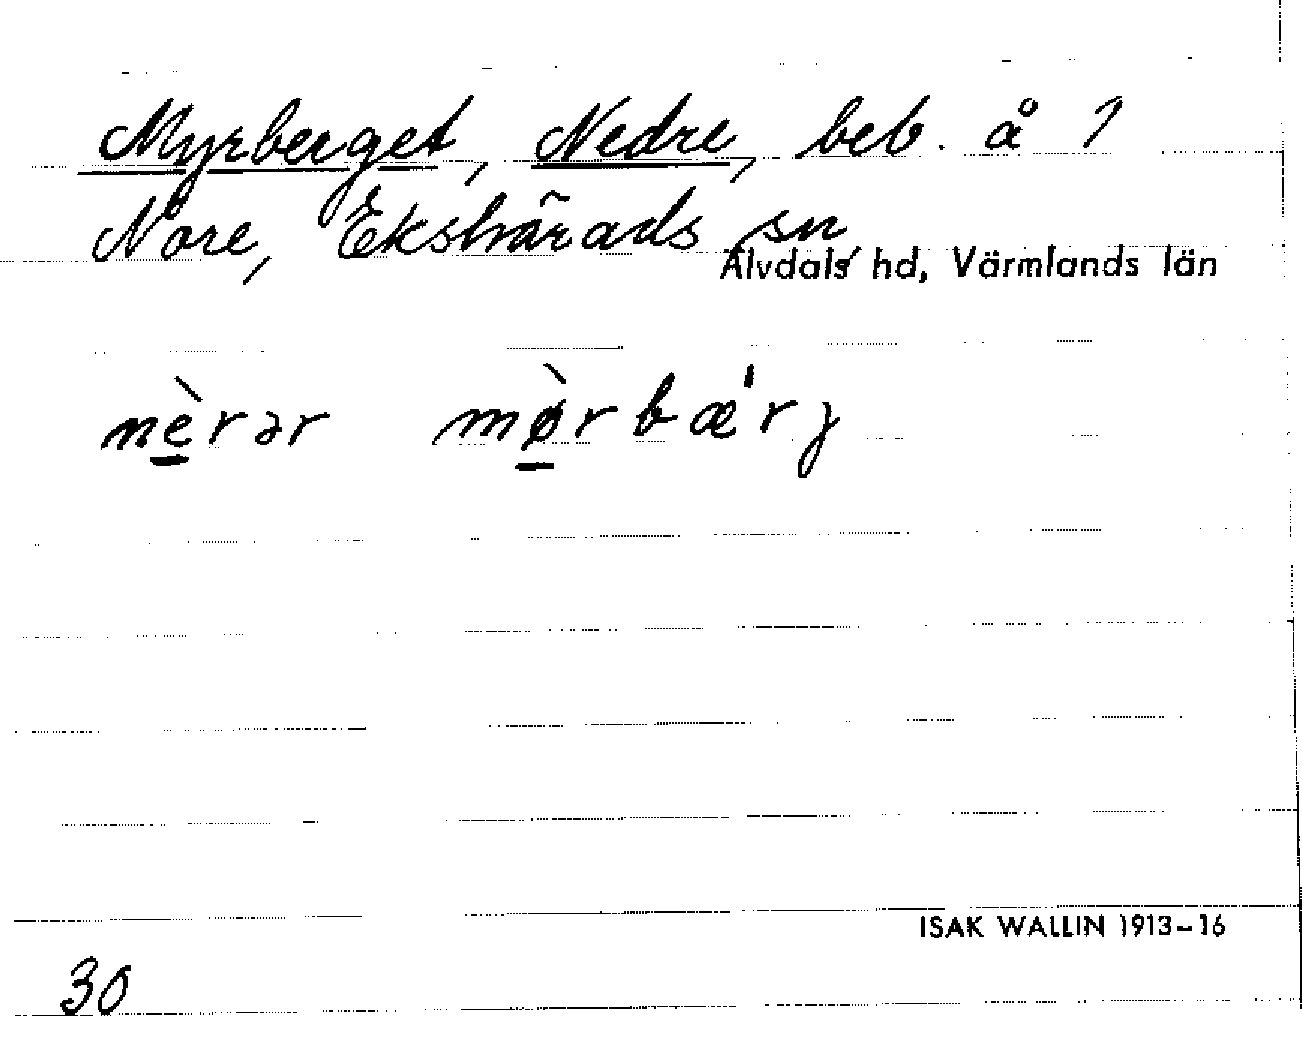 Myrberget, Nedre, beb. å 1
Nore, Ekshärads sn
Älvdals hd, Värmlands län
nèrər mø̀rbæ'rj
ISAK WALLIN 1913-16
30